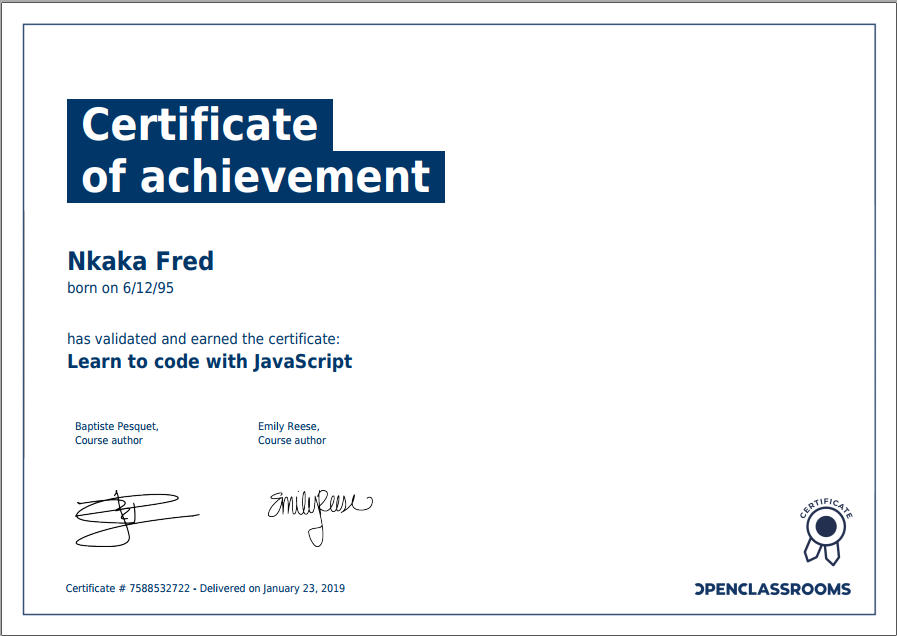 Certificate
of achievement
Nkaka Fred
born on 6/12/95
has validated and earned the certificate:
Learn to code with JavaScript
Baptiste Pesquet,
Course author
Emily Reese,
Course author
EmilyReese
CERTIFICATE
OPENCLASSROOMS
Certificate # 7588532722 - Delivered on January 23, 2019